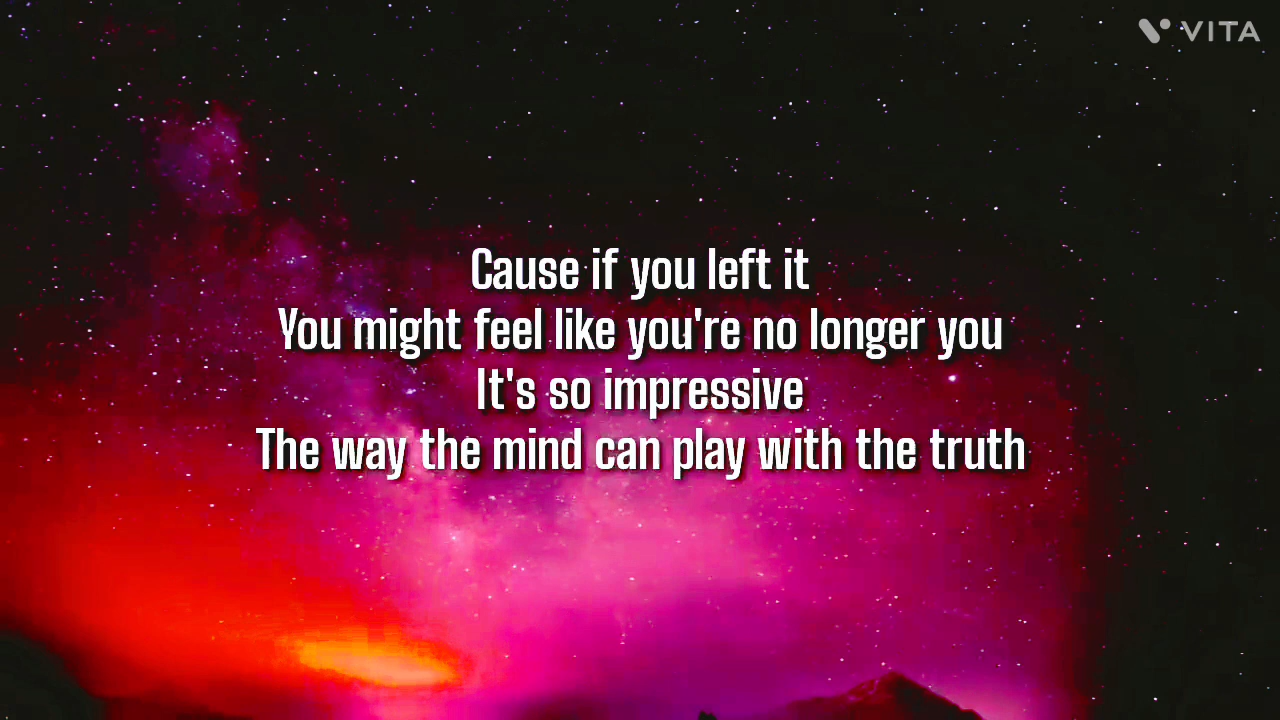 VITA
Cause if you left it
You might feel like you're no longer you
It's so impressive
The way the mind can play with the truth